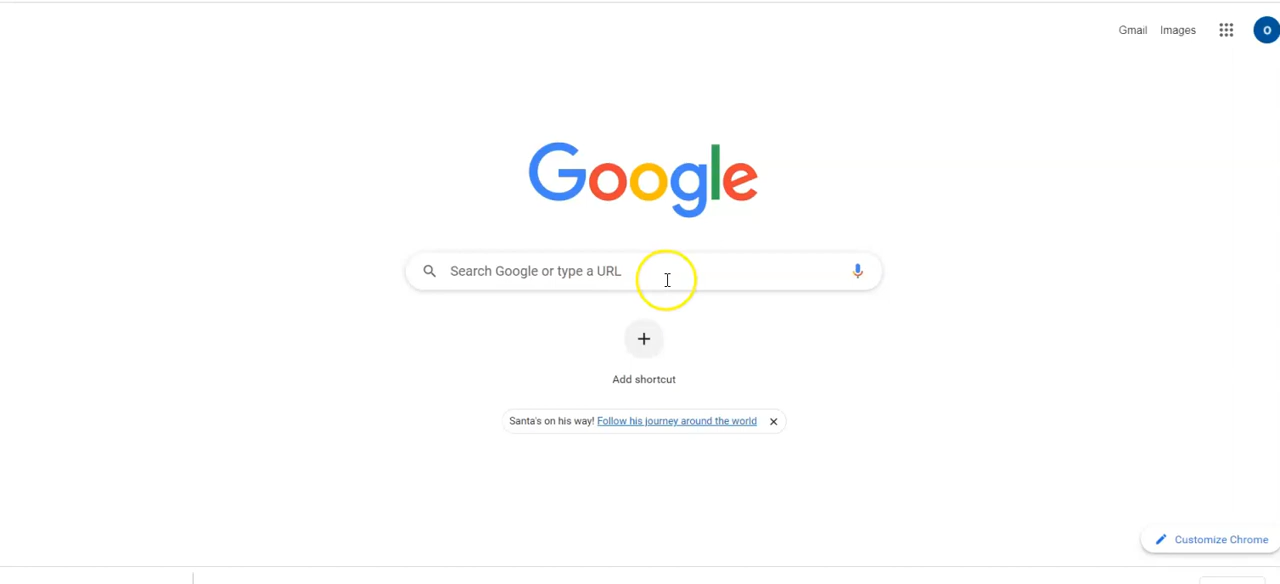 Gmail Images
O
Google
Search Google or type a URL
Add shortcut
Santa's on his way! Follow his journey around the world
Customize Chrome